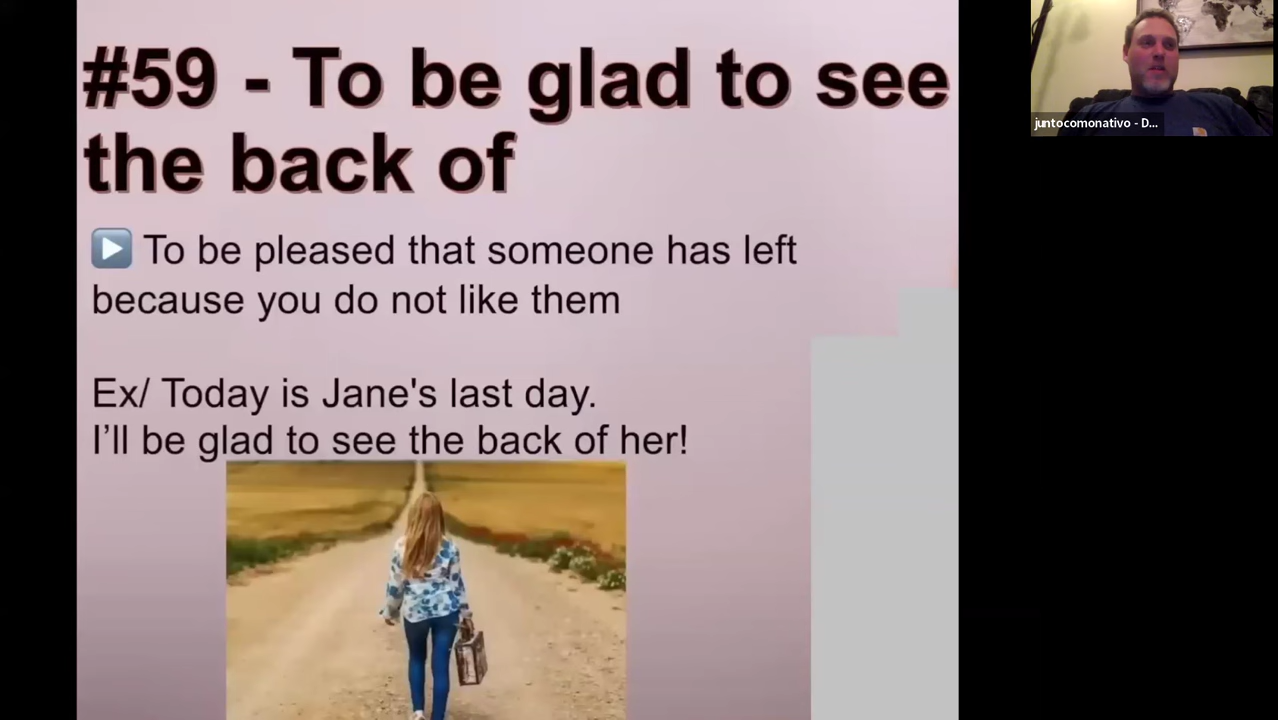 #59 - To be glad to see
the back of
To be pleased that someone has left
because you do not like them
Ex/ Today is Jane's last day.
I’ll be glad to see the back of her!
juntocomonativo - D...